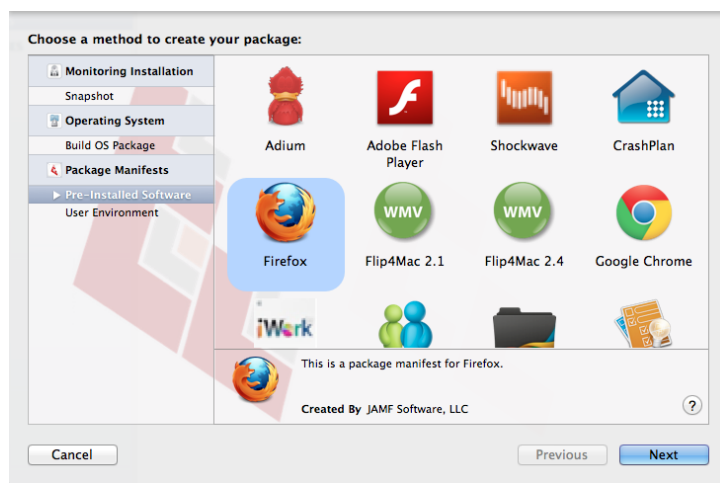 Choose a method to create your package:
Monitoring Installation
Snapshot
Operating System
Build OS Package
Package Manifests
Pre-Installed Software
User Environment
Adium
Adobe Flash
Player
Shockwave
CrashPlan
WMV
WMV
Firefox
Flip4Mac 2.1
Flip4Mac 2.4
Google Chrome
iWork
This is a package manifest for Firefox.
Created By JAMF Software, LLC
?
Cancel
Previous
Next